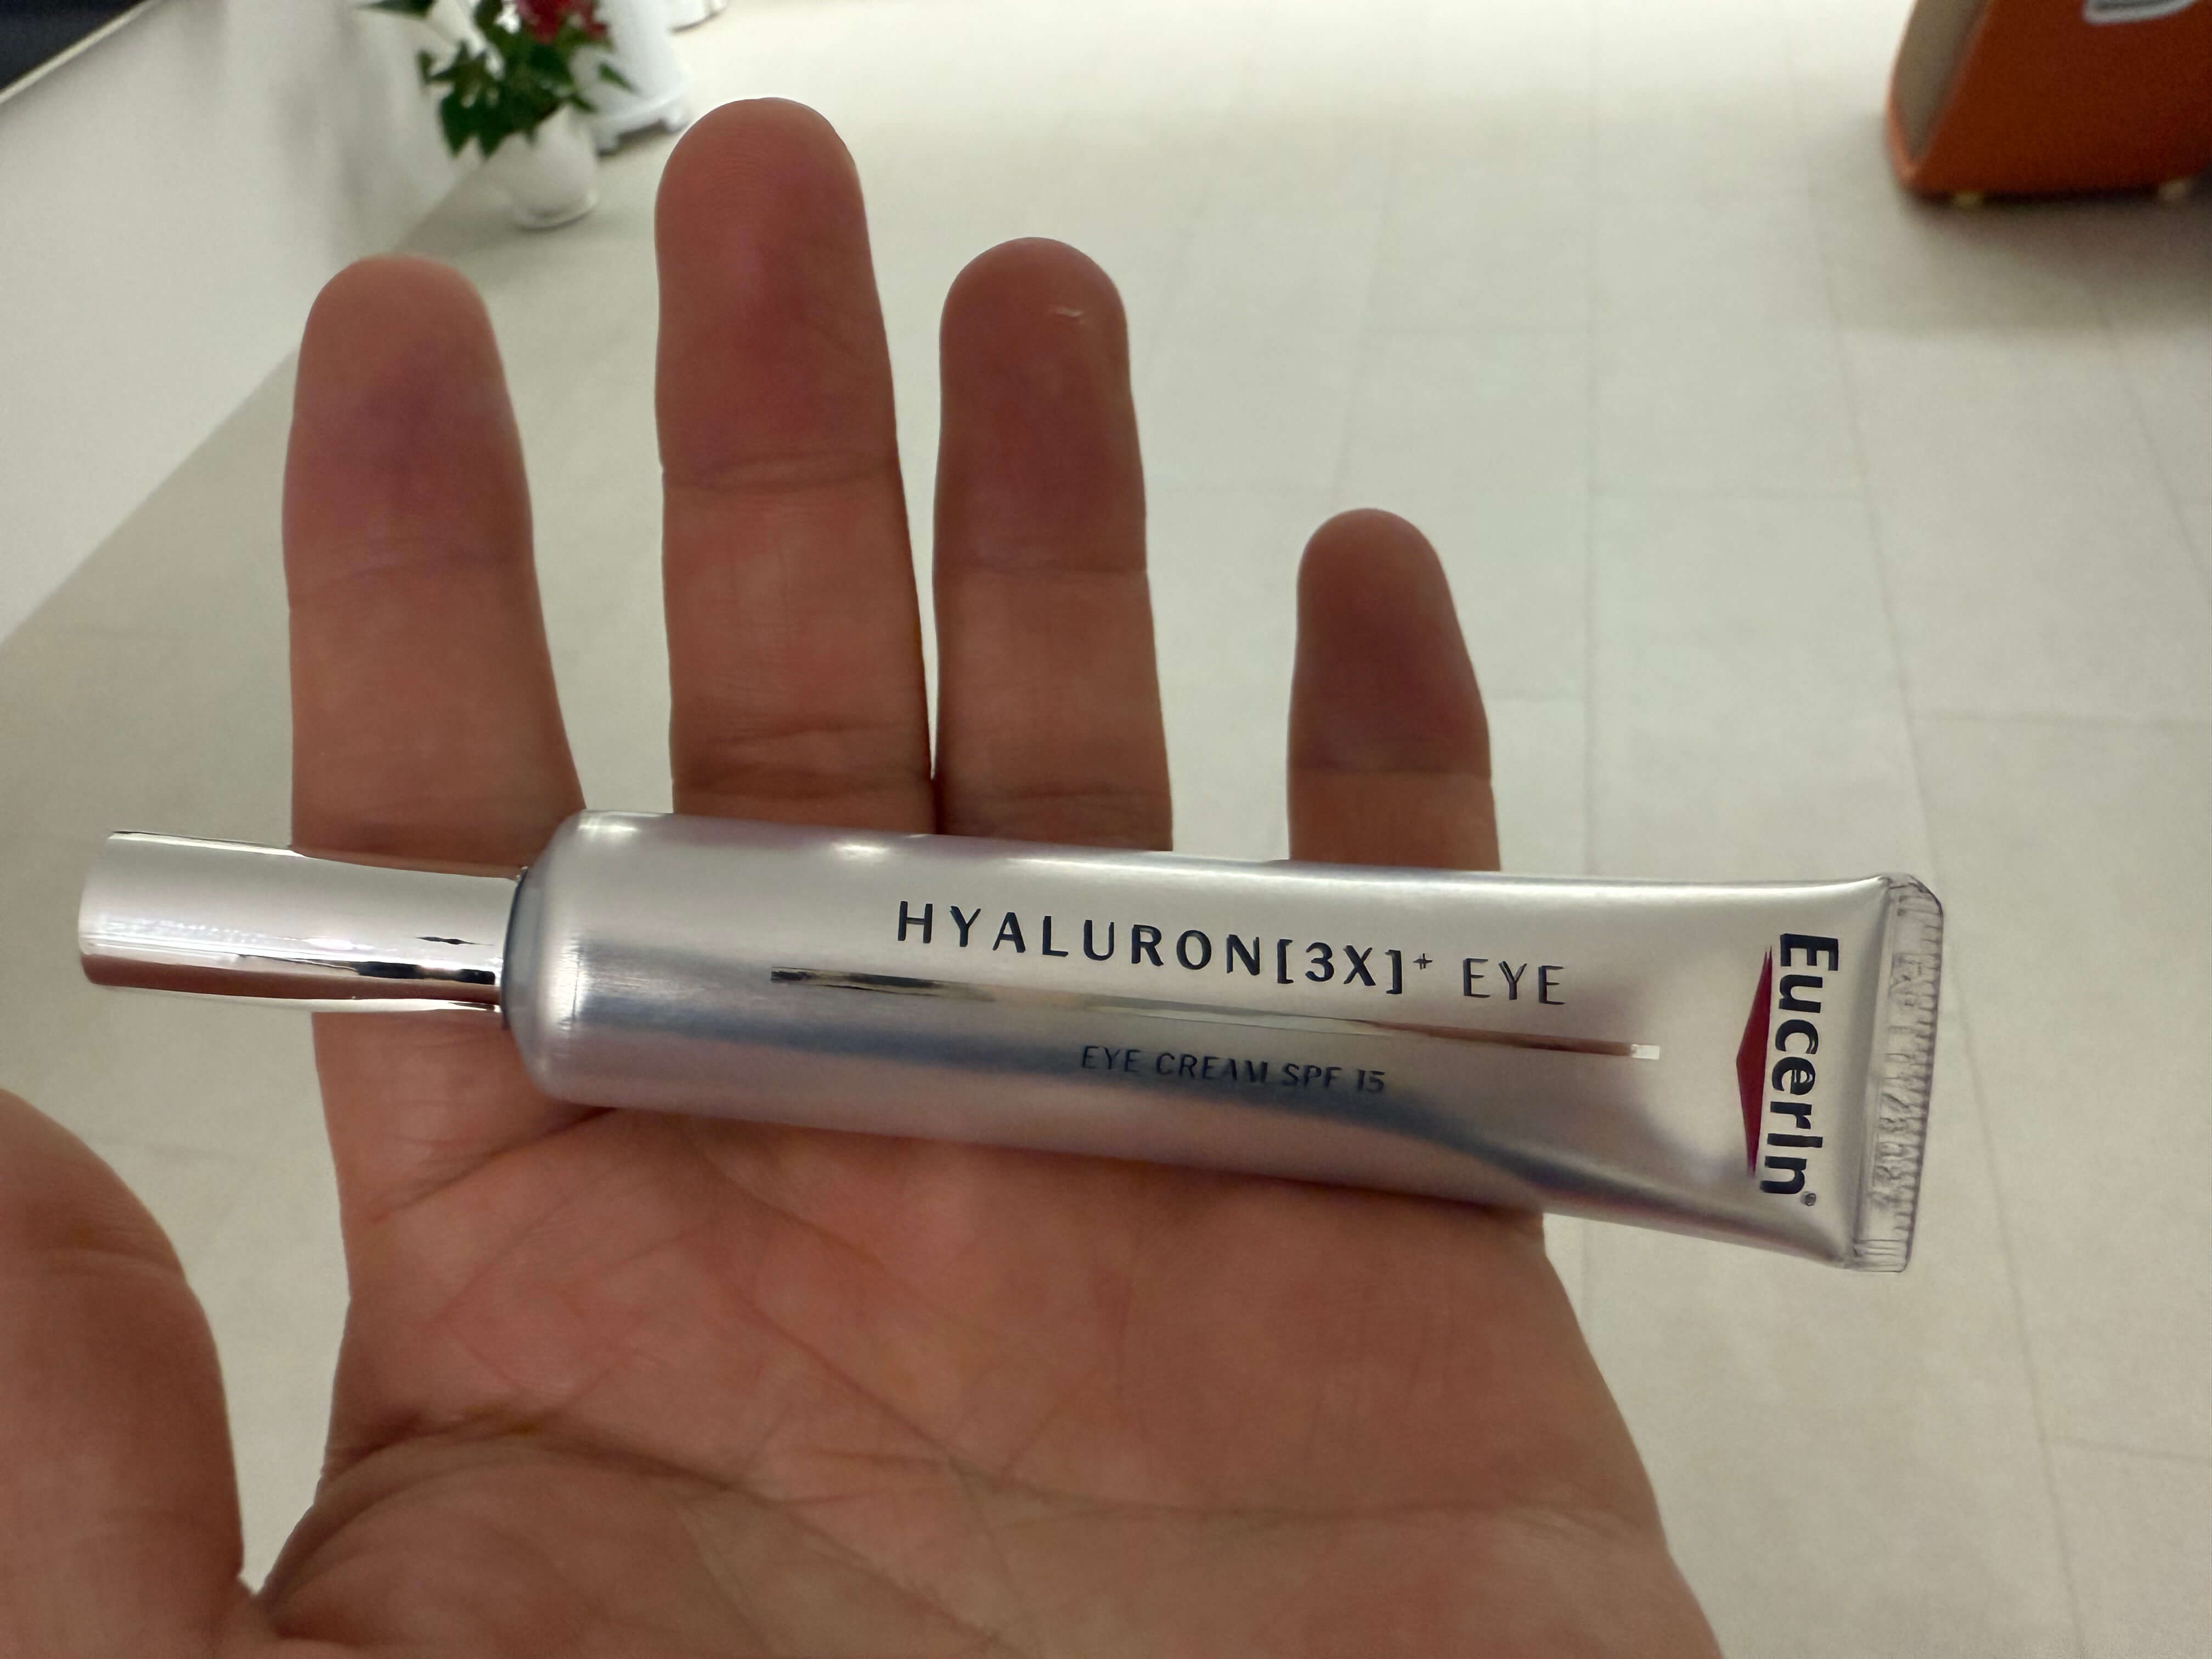 HYALURON[3X]+ EYE
EYE CREAM SPF 15
Eucerin®